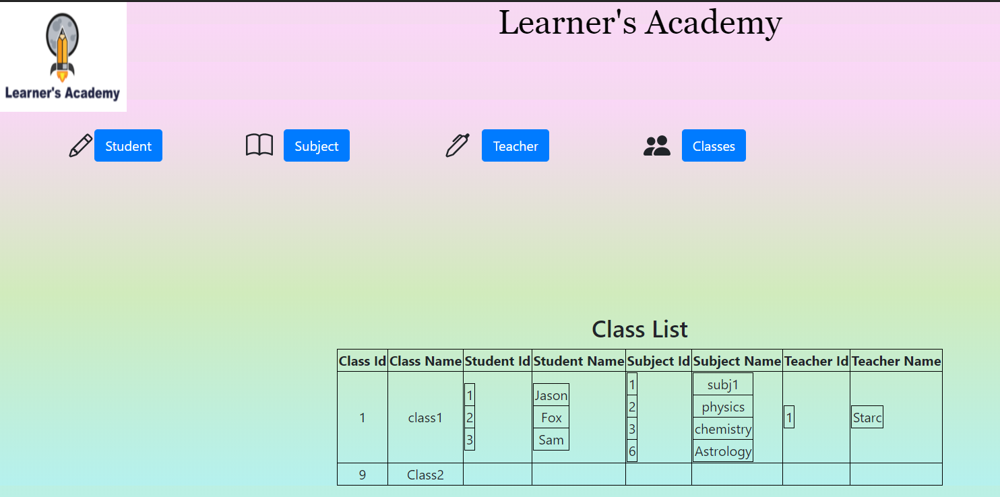 Learner's Academy
Learner's Academy
Student Subject Teacher Classes
Class List
Class Id Class Name Student Id Student Name Subject Id Subject Name Teacher Id Teacher Name
1 class1 1 2 3 Jason Fox Sam 1 2 3 6 subj1 physics chemistry Astrology 1 Starc
9 Class2